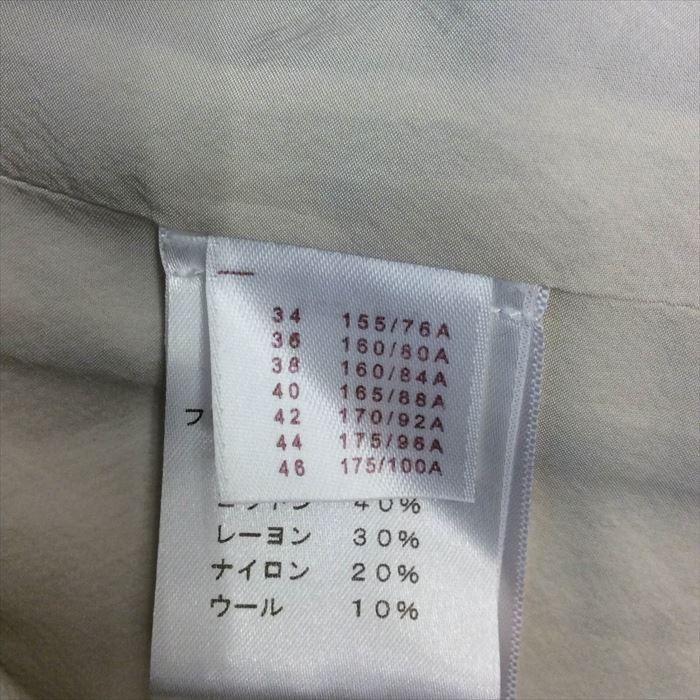 34 155/76A
36 160/80A
38 160/84A
40 165/88A
フ
42 170/92A
44 175/96A
46 175/100A
40%
レーヨン 30%
ナイロン 20%
ウール 10%